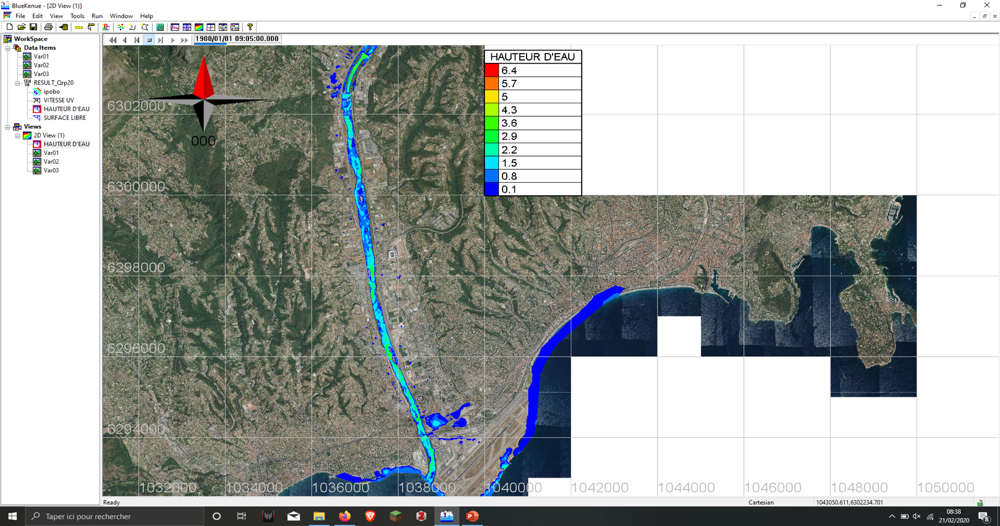 BlueKenue - [2D View (1)]
File Edit View Tools Run Window Help
1900/01/01 09:05:00.000
WorkSpace
Data Items
Var01
Var02
Var03
RESULT_Qrp20
ipobo
VITESSE UV
HAUTEUR D'EAU
SURFACE LIBRE
Views
2D View (1)
HAUTEUR D'EAU
Var01
Var02
Var03
000
HAUTEUR D'EAU
6.4
5.7
5
4.3
3.6
2.9
2.2
1.5
0.8
0.1
6302000
6300000
6298000
6296000
6294000
1032000 1034000 1036000 1038000 1040000 1042000 1044000 1046000 1048000 1050000
Ready Cartesian 1043050.611,6302234.701
Taper ici pour rechercher
08:38
21/02/2020
8